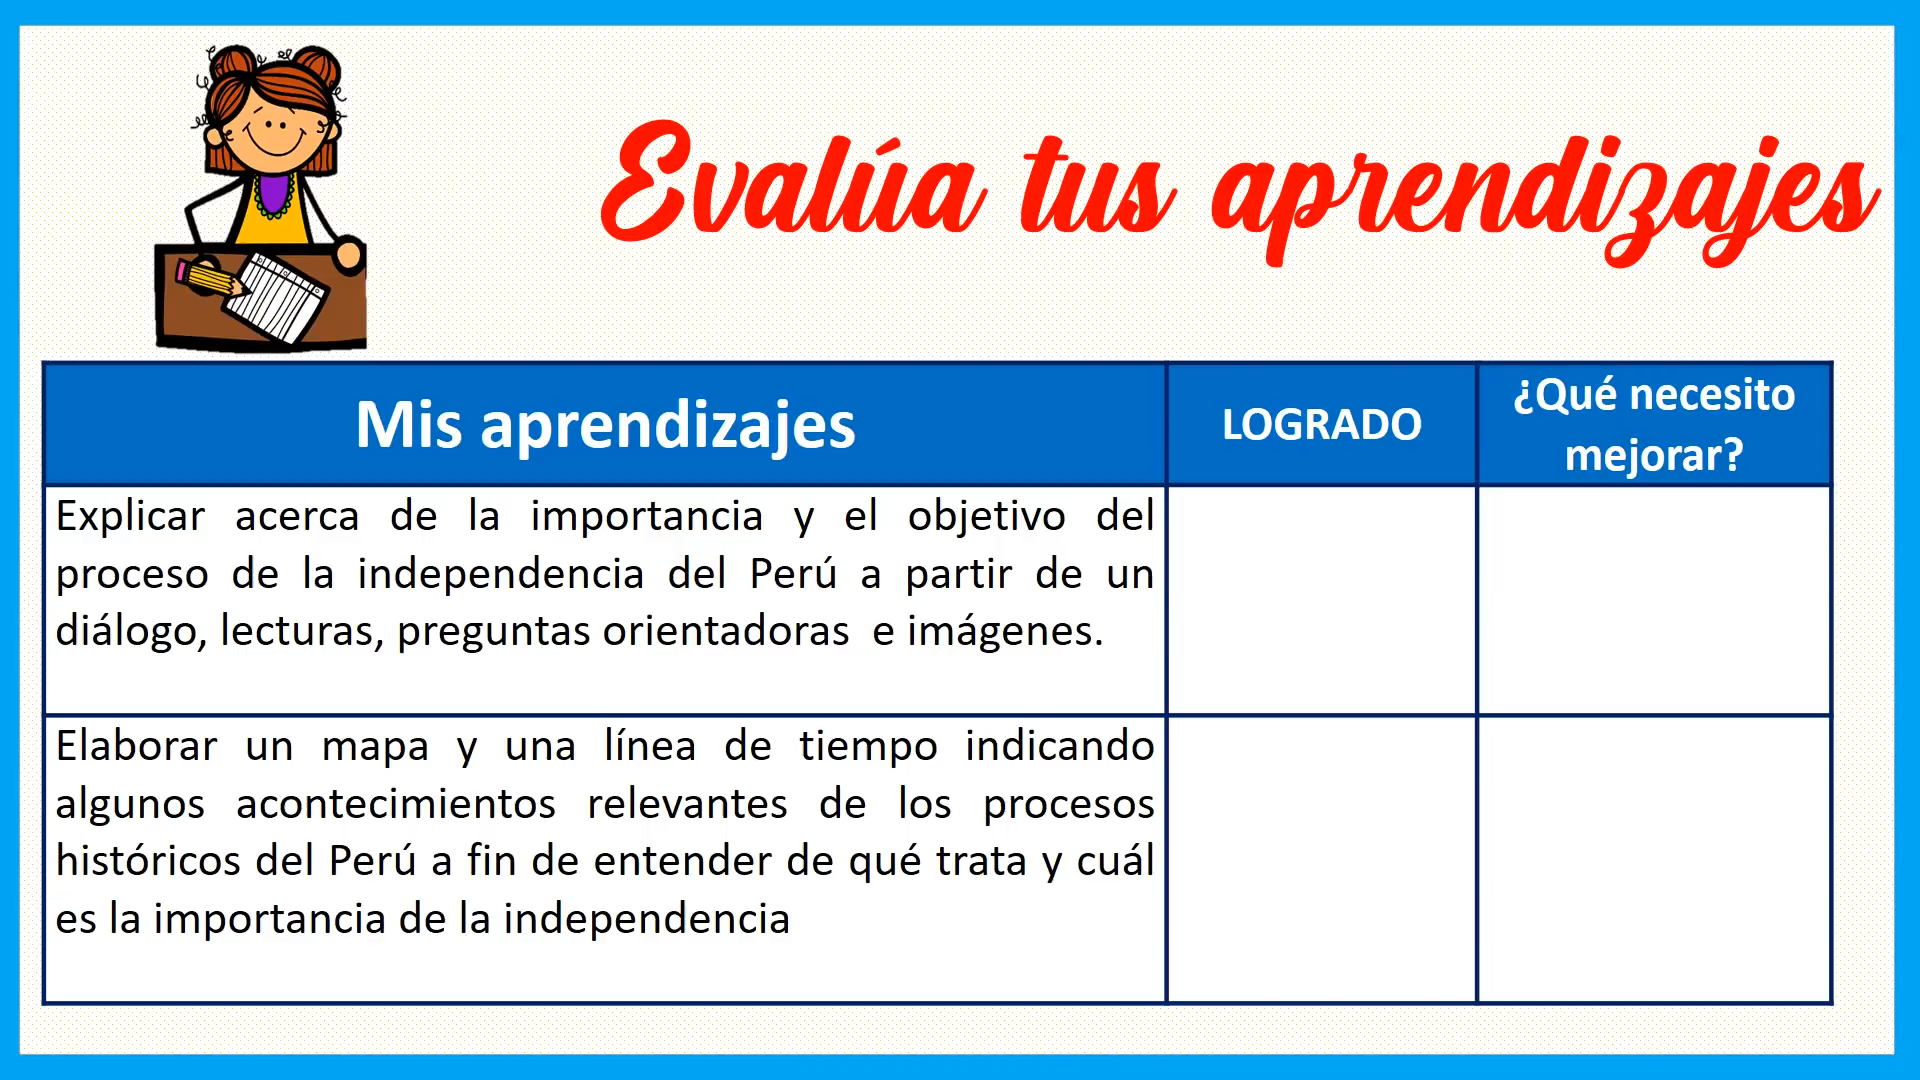 Evalúa tus aprendizajes
Mis aprendizajes
LOGRADO
¿Qué necesito
mejorar?
Explicar acerca de la importancia y el objetivo del
proceso de la independencia del Perú a partir de un
diálogo, lecturas, preguntas orientadoras e imágenes.
Elaborar un mapa y una línea de tiempo indicando
algunos acontecimientos relevantes de los procesos
históricos del Perú a fin de entender de qué trata y cuál
es la importancia de la independencia